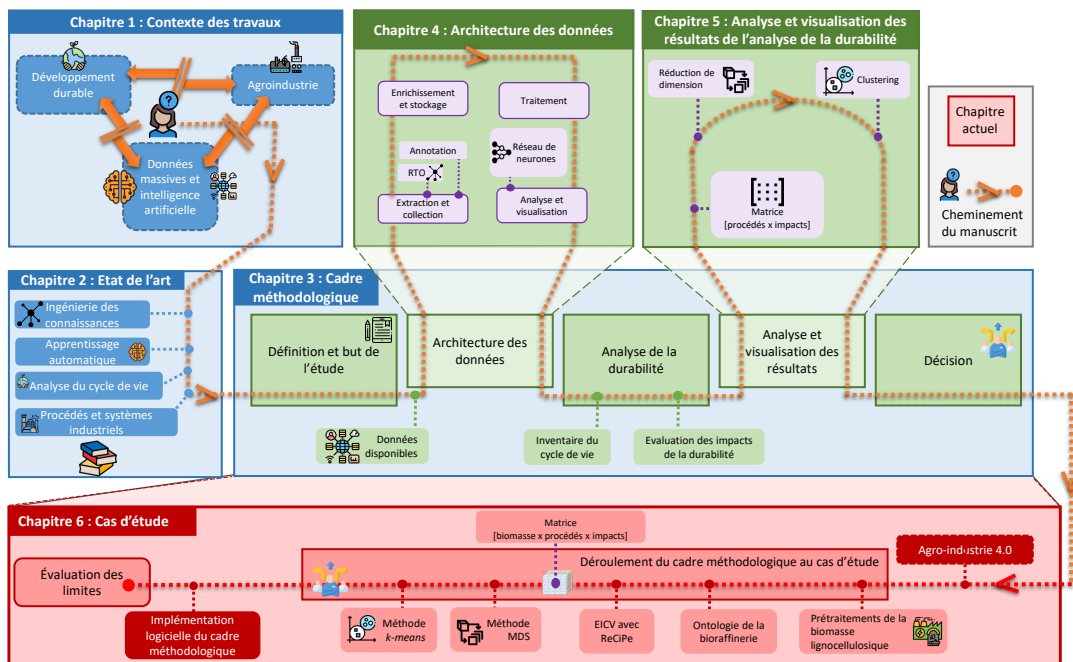 Chapitre 1 : Contexte des travaux
Développement
durable
Agroindustrie
Données
massives et
intelligence
artificielle
Chapitre 4 : Architecture des données
Enrichissement
et stockage
Traitement
Annotation
RTO
Réseau de
neurones
Extraction et
collection
Analyse et
visualisation
Chapitre 5 : Analyse et visualisation des
résultats de l'analyse de la durabilité
Réduction de
dimension
Clustering
Matrice
[procédés x impacts]
Chapitre
actuel
Cheminement
du manuscrit
Chapitre 2 : Etat de l'art
Ingénierie des
connaissances
Apprentissage
automatique
Analyse du cycle de vie
Procédés et systèmes
industriels
Chapitre 3 : Cadre
méthodologique
Définition et but de
l'étude
Architecture des
données
Analyse de la
durabilité
Analyse et
visualisation des
résultats
Décision
Données
disponibles
Inventaire du
cycle de vie
Evaluation des impacts
de la durabilité
Chapitre 6 : Cas d'étude
Matrice
[biomasse x procédés x impacts]
Évaluation des
limites
Déroulement du cadre méthodologique au cas d'étude
Agro-industrie 4.0
Implémentation
logicielle du cadre
méthodologique
Méthode
k-means
Méthode
MDS
EICV avec
ReCiPe
Ontologie de la
bioraffinerie
Prétraitements de la
biomasse
lignocellulosique